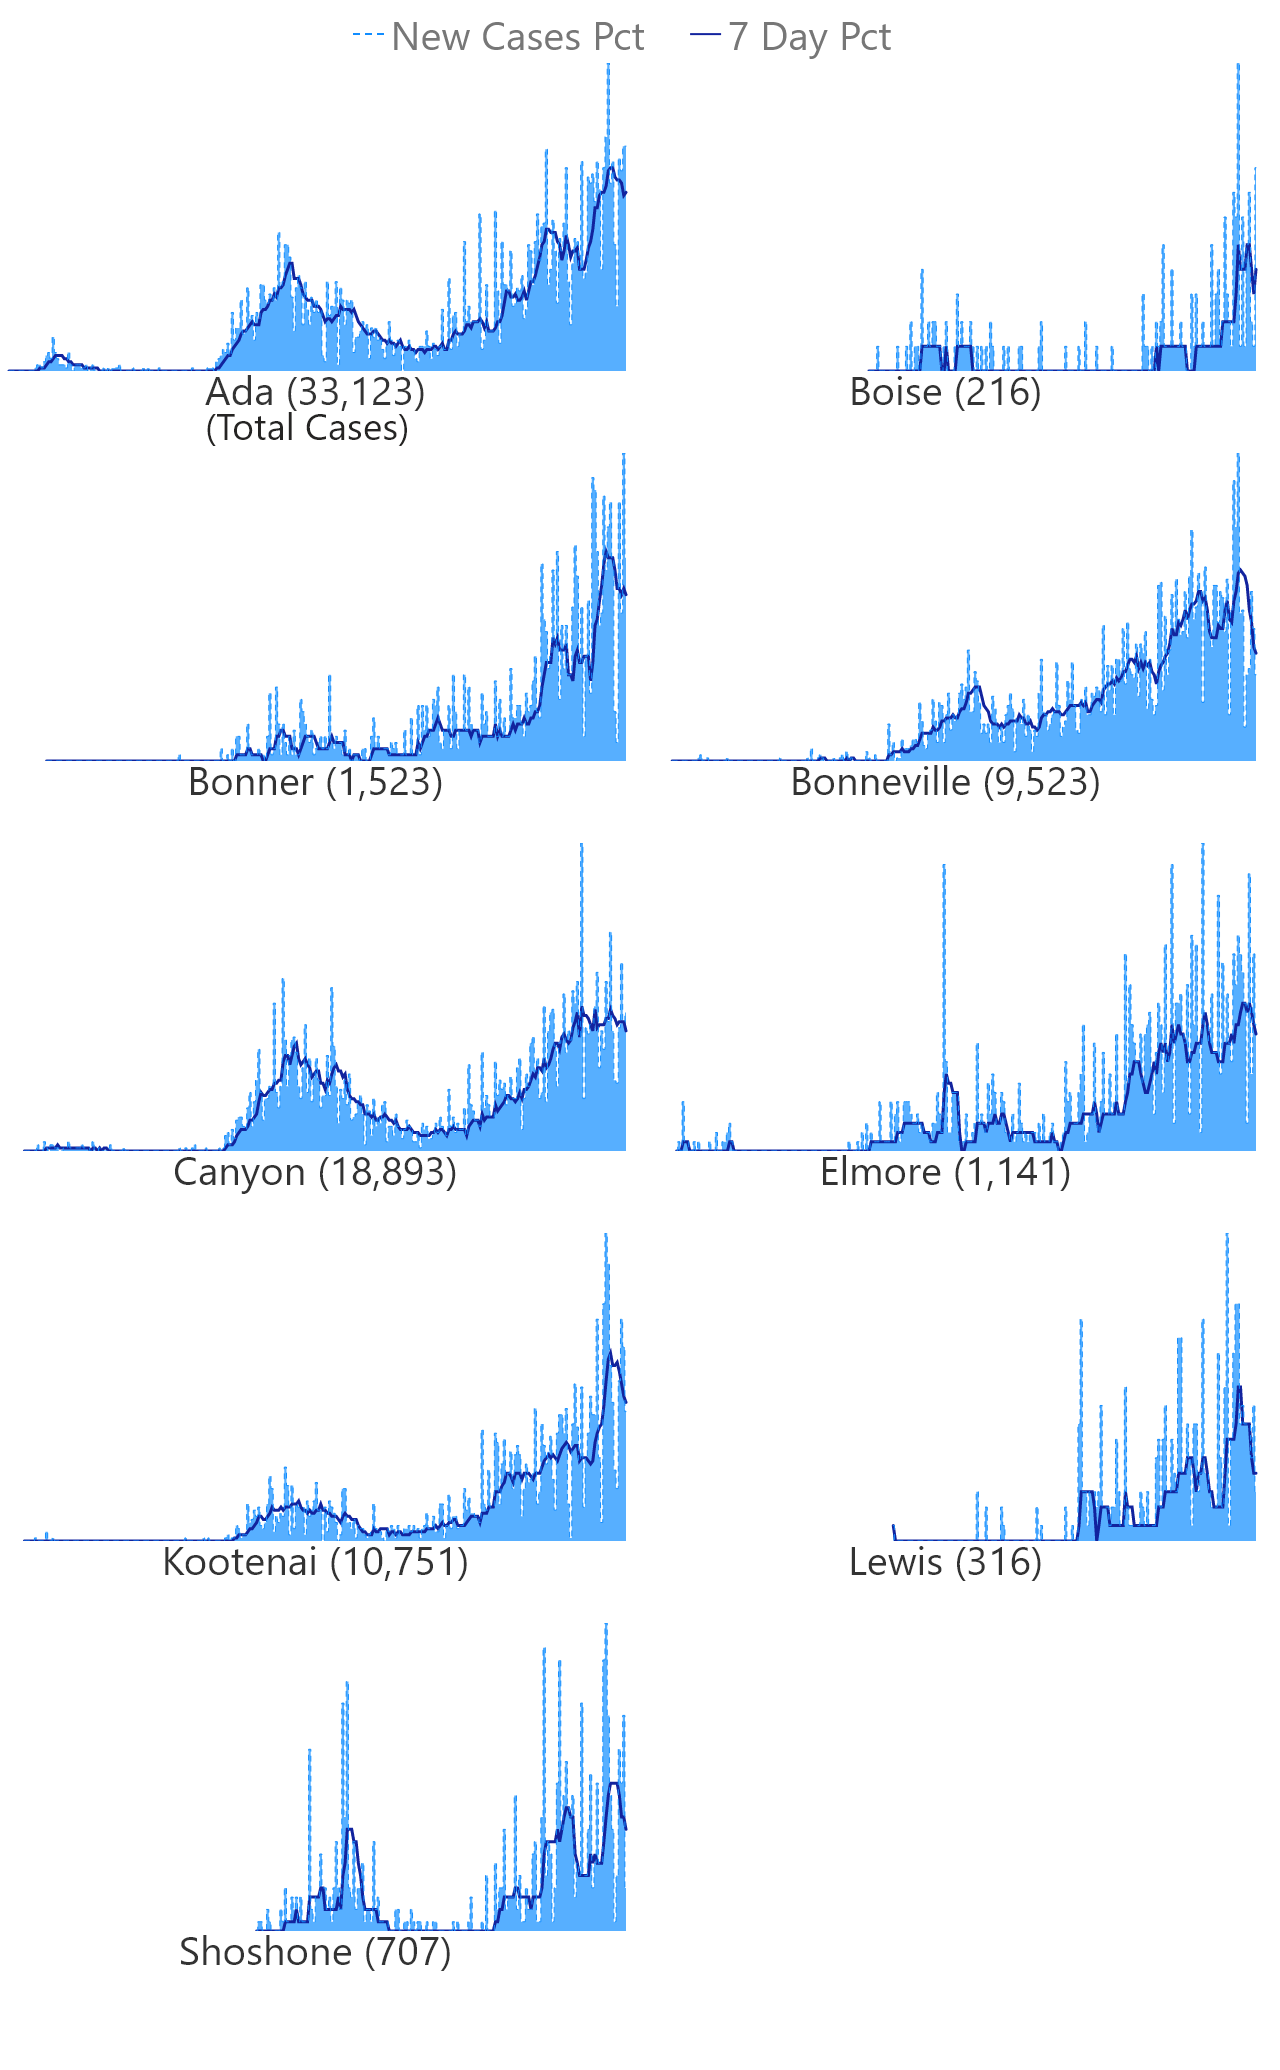 New Cases Pct 7 Day Pct
Ada (33,123)
(Total Cases)
Boise (216)
Bonner (1,523)
Bonneville (9,523)
Canyon (18,893)
Elmore (1,141)
Kootenai (10,751)
Lewis (316)
Shoshone (707)